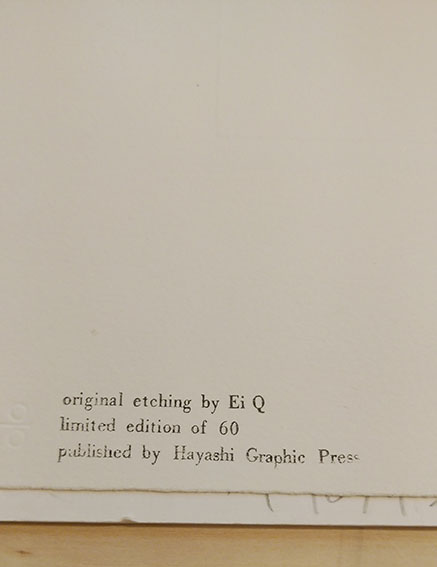 original etching by Ei Q
limited edition of 60
published by Hayashi Graphic Press